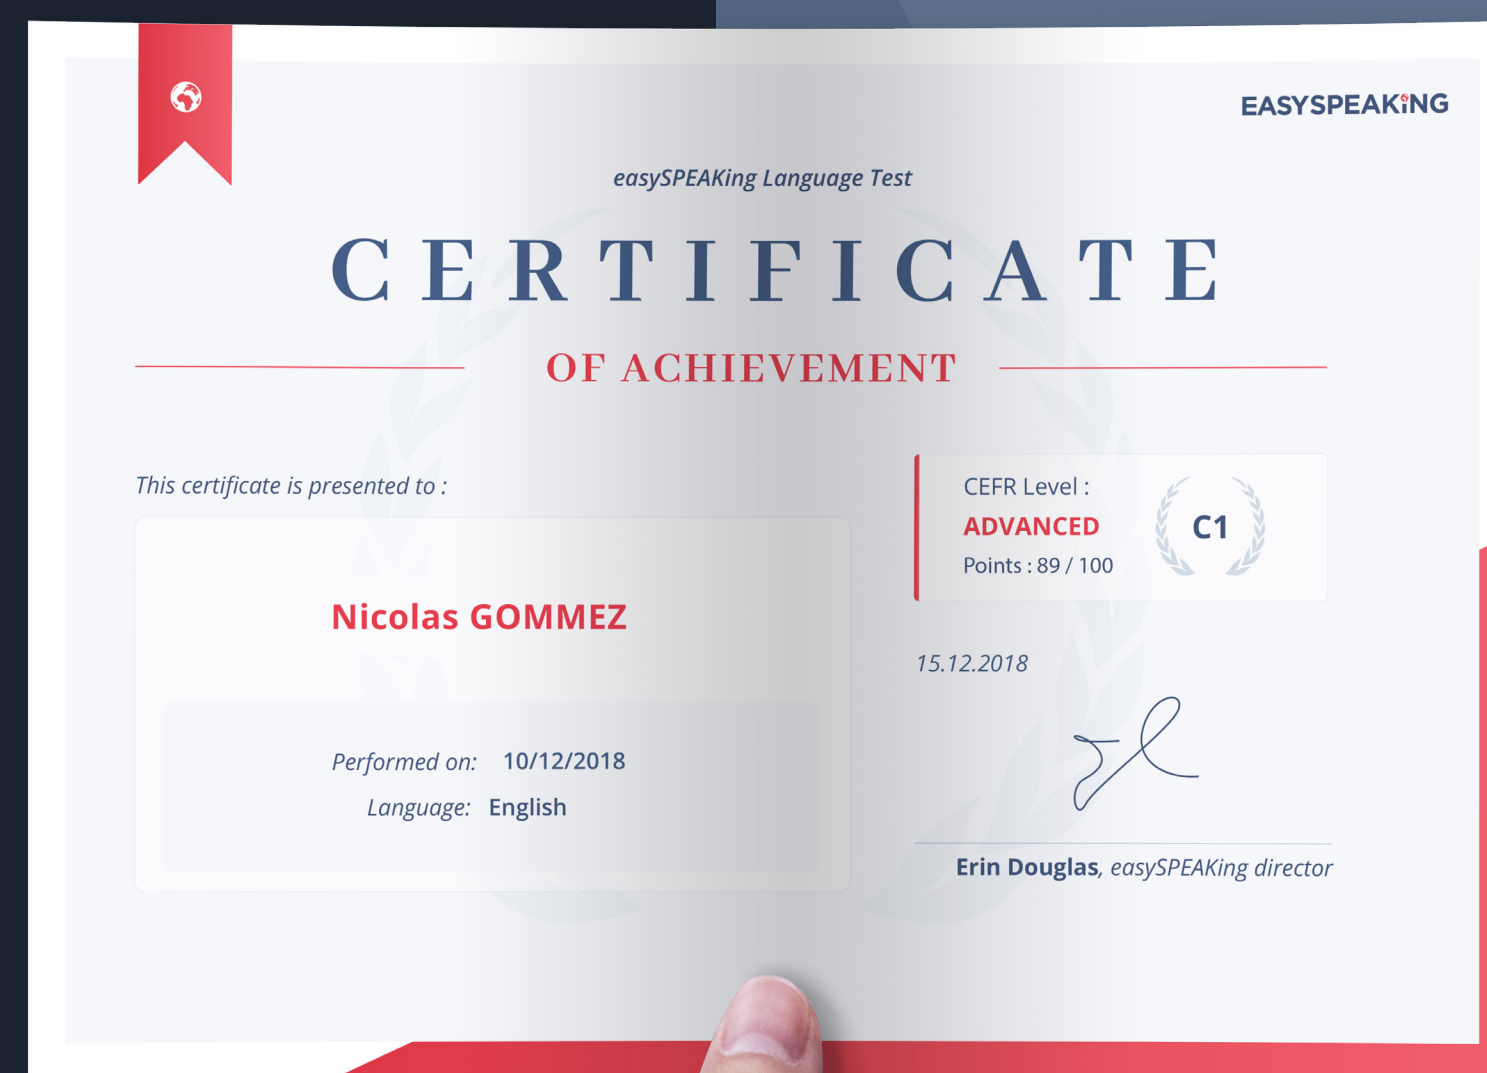 EASYSPEAKiNG
easySPEAKing Language Test
CERTIFICATE
OF ACHIEVEMENT
This certificate is presented to :
Nicolas GOMMEZ
Performed on: 10/12/2018
Language: English
CEFR Level :
ADVANCED
Points : 89 / 100
C1
15.12.2018
Erin Douglas, easySPEAKing director